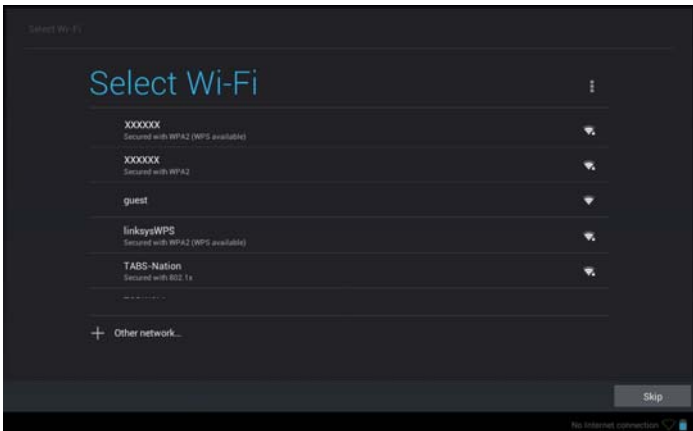 Select Wi-Fi
Select Wi-Fi
XXXXXX
Secured with WPA2 (WPS available)
XXXXXX
Secured with WPA2
guest
linksysWPS
Secured with WPA2 (WPS available)
TABS-Nation
Secured with 802.1x
Other network...
Skip
No Internet connection